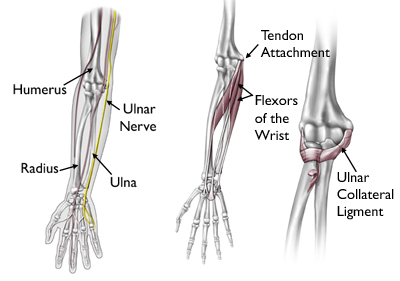 Humerus
Ulnar
Nerve
Radius
Ulna
Tendon
Attachment
Flexors
of the
Wrist
Ulnar
Collateral
Ligment